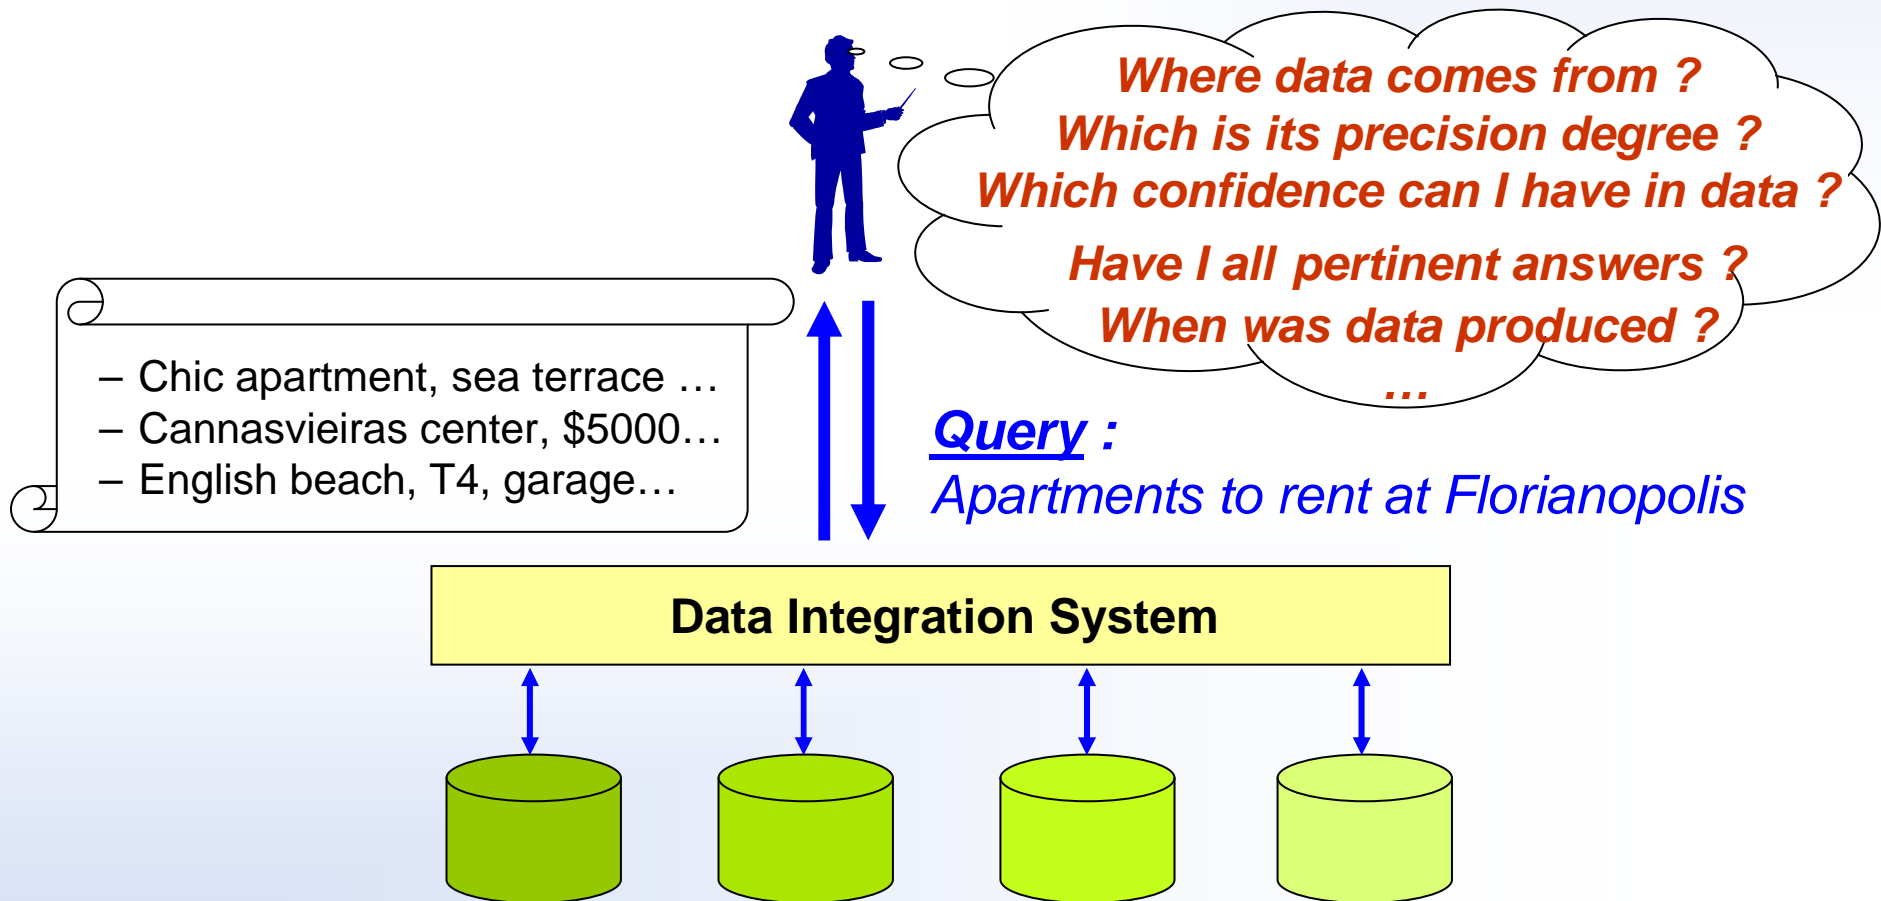 Where data comes from ?
Which is its precision degree ?
Which confidence can I have in data ?
Have I all pertinent answers ?
When was data produced ?
…
– Chic apartment, sea terrace …
– Cannasvieiras center, $5000…
– English beach, T4, garage…
Query :
Apartments to rent at Florianopolis
Data Integration System